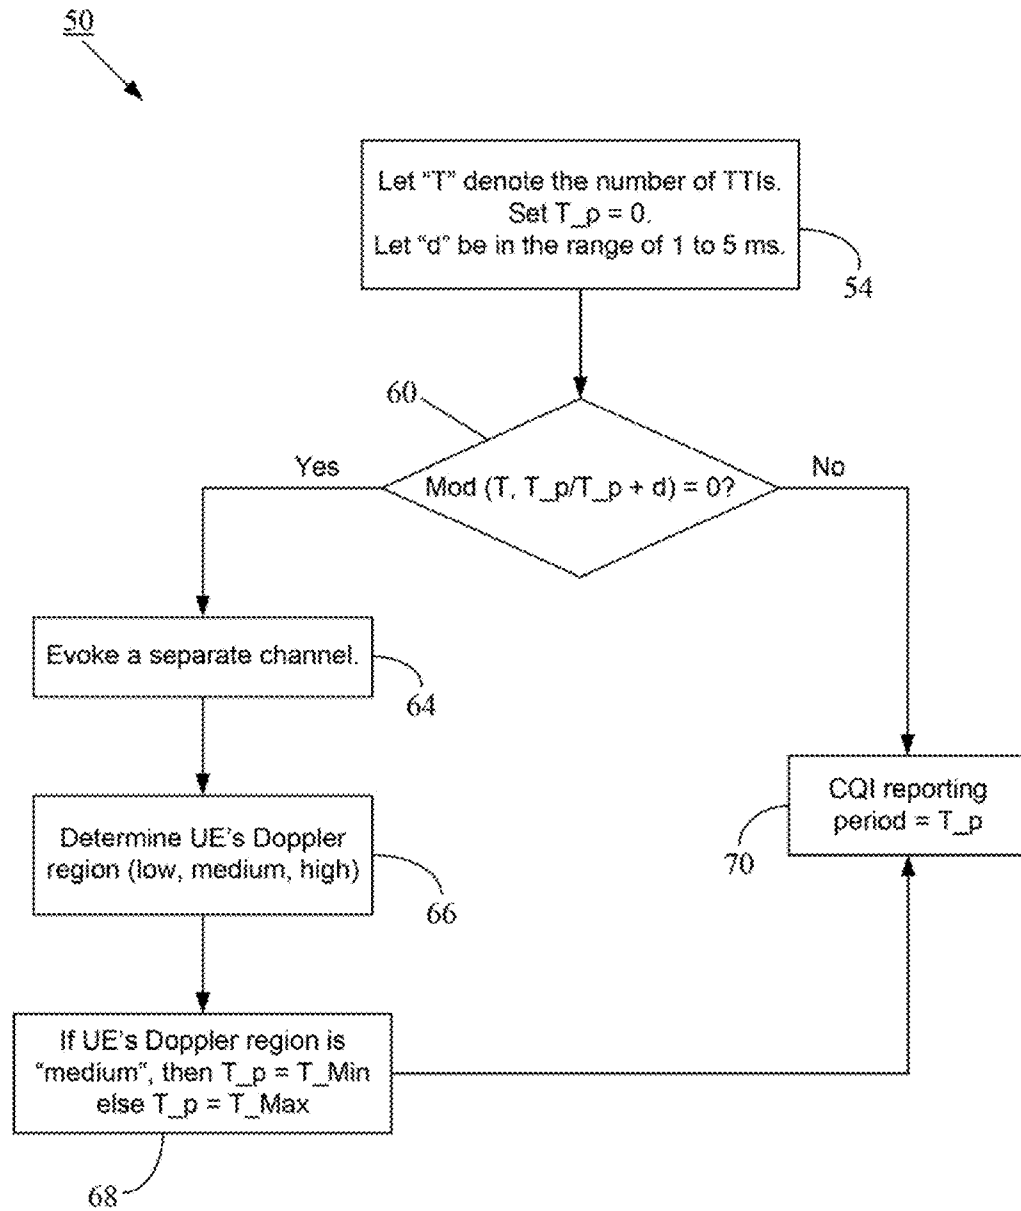 50
Let "T" denote the number of TTIs.
Set T_p = 0.
Let "d" be in the range of 1 to 5 ms.
54
60
Yes
Mod (T, T_p/T_p + d) = 0?
No
Evoke a separate channel.
64
Determine UE's Doppler
region (low, medium, high)
66
CQI reporting
period = T_p
70
If UE's Doppler region is
"medium", then T_p = T_Min
else T_p = T_Max
68